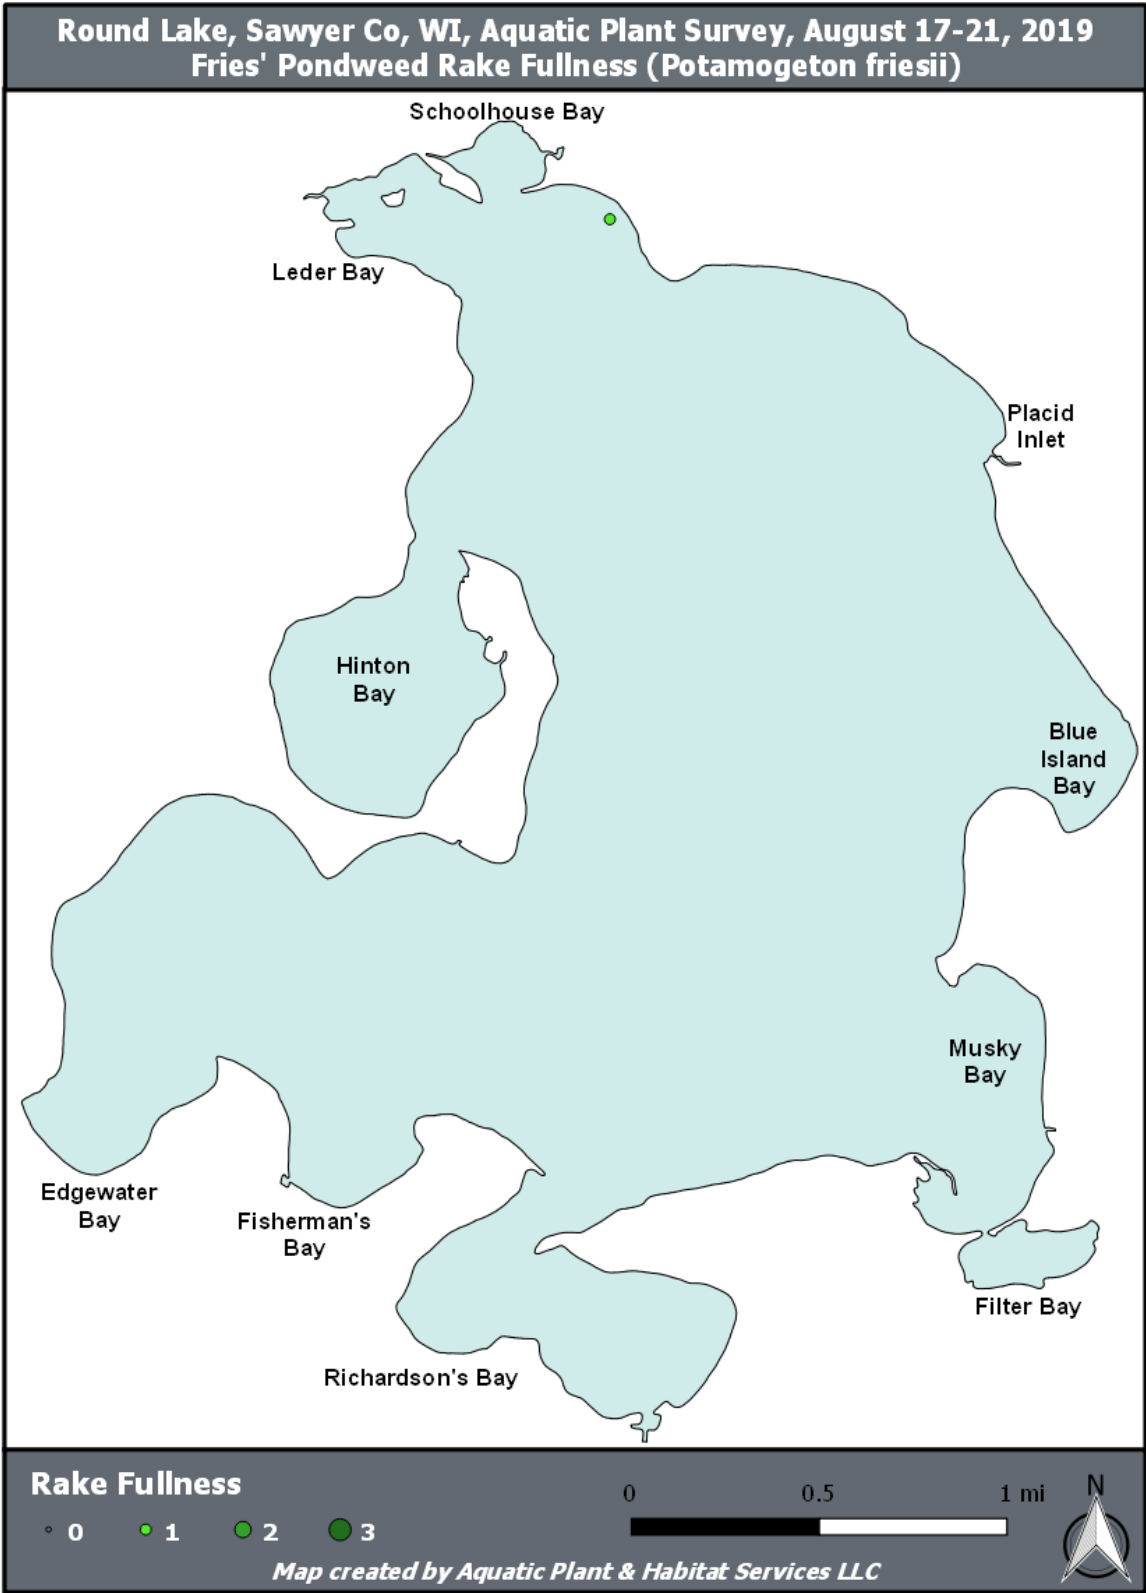 Round Lake, Sawyer Co, WI, Aquatic Plant Survey, August 17-21, 2019
Fries' Pondweed Rake Fullness (Potamogeton friesii)
Schoolhouse Bay
Leder Bay
Placid
Inlet
Hinton
Bay
Blue
Island
Bay
Musky
Bay
Edgewater
Bay
Fisherman's
Bay
Filter Bay
Richardson's Bay
Rake Fullness
0 1 2 3
0 0.5 1 mi
N
Map created by Aquatic Plant & Habitat Services LLC